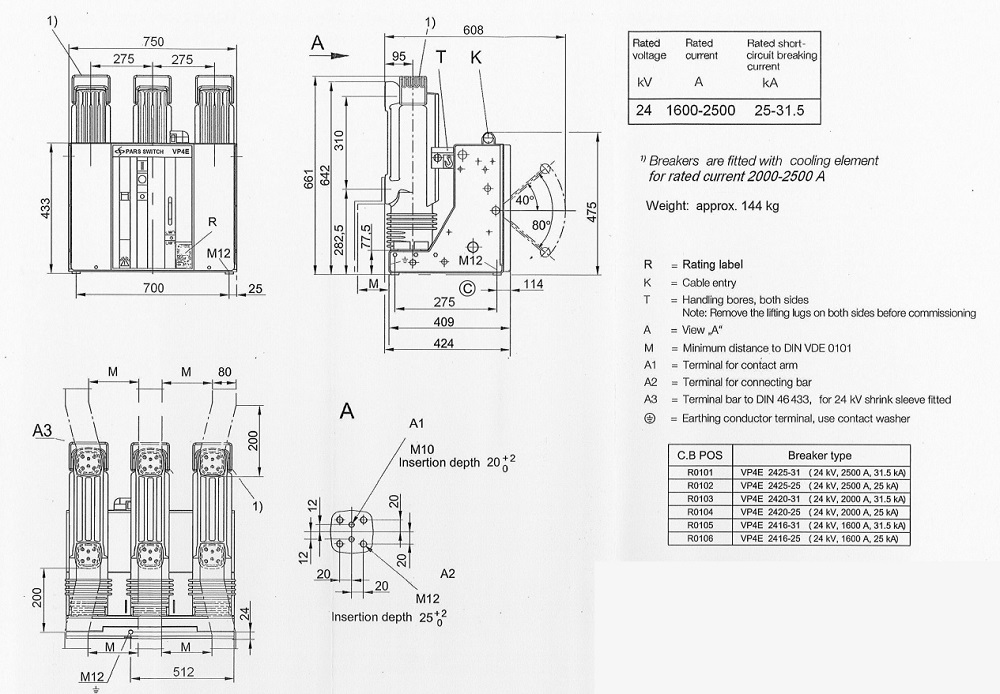 1)
750
275
275
PARS SWITCH VP4E
433
R
M12
700
25
A
608
1)
95
T
K
661
642
310
282,5
77.5
40°
80°
475
M12
M
C
114
275
409
424
Rated voltage
Rated current
Rated short-circuit breaking current
kV
A
kA
24
1600-2500
25-31.5
1) Breakers are fitted with cooling element
for rated current 2000-2500 A
Weight: approx. 144 kg
R = Rating label
K = Cable entry
T = Handling bores, both sides
Note: Remove the lifting lugs on both sides before commissioning
A = View „A“
M = Minimum distance to DIN VDE 0101
A1 = Terminal for contact arm
A2 = Terminal for connecting bar
A3 = Terminal bar to DIN 46433, for 24 kV shrink sleeve fitted
= Earthing conductor terminal, use contact washer
M
M
80
A3
200
1)
200
24
M
M
M12
512
A
A1
M10
Insertion depth 20 +2 0
12
20
12
20
20
20
A2
M12
Insertion depth 25 +2 0
C.B POS
Breaker type
R0101 VP4E 2425-31 ( 24 kV, 2500 A, 31.5 kA)
R0102 VP4E 2425-25 ( 24 kV, 2500 A, 25 kA)
R0103 VP4E 2420-31 ( 24 kV, 2000 A, 31.5 kA)
R0104 VP4E 2420-25 ( 24 kV, 2000 A, 25 kA)
R0105 VP4E 2416-31 ( 24 kV, 1600 A, 31.5 kA)
R0106 VP4E 2416-25 ( 24 kV, 1600 A, 25 kA)